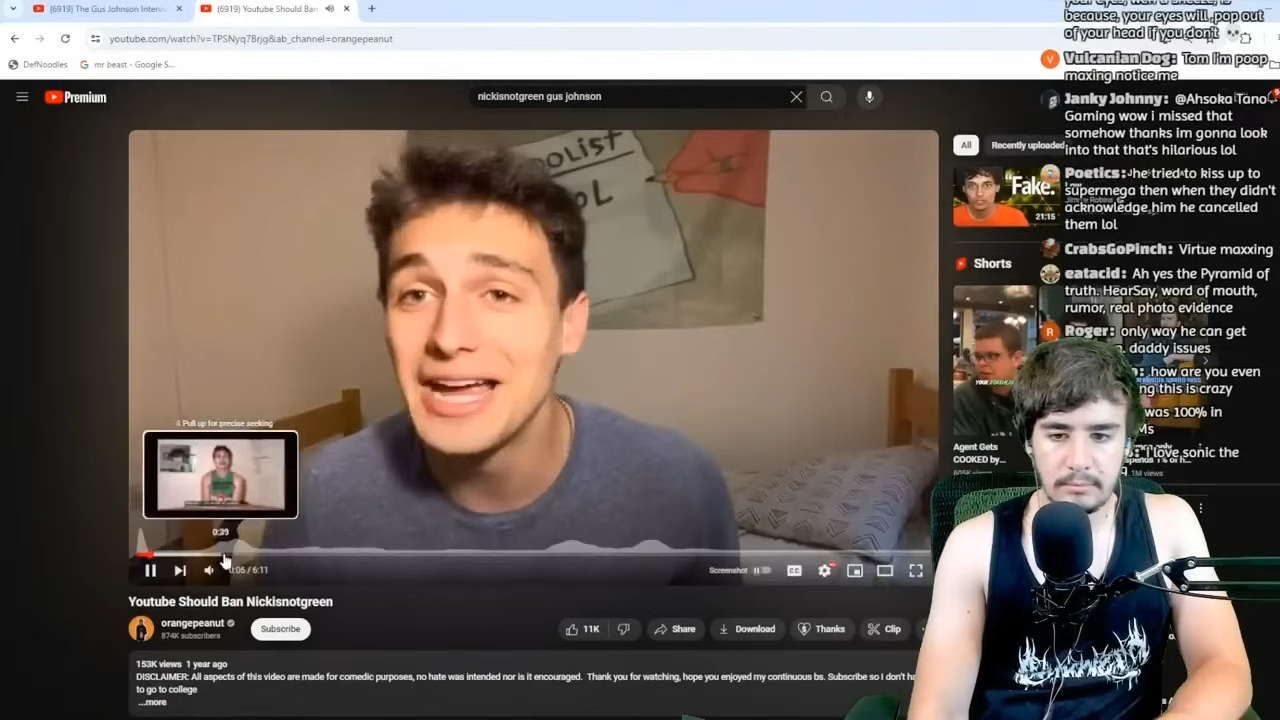 (6919) The Gus Johnson Interv
(6919) Youtube Should Ban
youtube.com/watch?v=TPSNyq78rjg&ab_channel=orangepeanut
DefNoodles
mr beast - Google S...
Premium
nickisnotgreen gus johnson
All
Recently uploaded
"Fake.
21:15
Shorts
Agent Gets
COOKED by...
OOLIST
OL
Pull up for precise seeking
0:39
0:06 / 6:11
Screenshot
CC
Youtube Should Ban Nickisnotgreen
orangepeanut
874K subscribers
Subscribe
11K
Share
Download
Thanks
Clip
153K views 1 year ago
DISCLAIMER: All aspects of this video are made for comedic purposes, no hate was intended nor is it encouraged. Thank you for watching, hope you enjoyed my continuous bs. Subscribe so I don't ha
to go to college
...more
because, your eyes will pop out
of your head if you don't
Vulcanian Dog: Tom I'm poop
maxing notice me
Janky Johnny: @Ahsoka Tano
Gaming wow i missed that
somehow thanks im gonna look
into that that's hilarious lol
Poetics: he tried to kiss up to
supermega then when they didn't
acknowledge him he cancelled
them lol
CrabsGoPinch: Virtue maxxing
eatacid: Ah yes the Pyramid of
truth. HearSay, word of mouth,
rumor, real photo evidence
Roger: only way he can get
daddy issues
how are you even
ng this is crazy
was 100% in
Ms
"i love sonic the